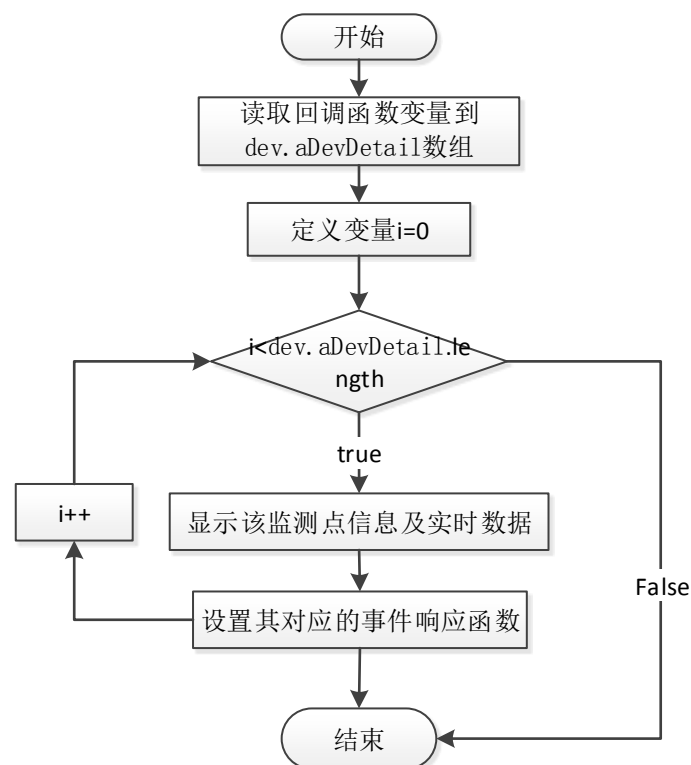 开始
读取回调函数变量到
dev.aDevDetail数组
定义变量i=0
i<dev.aDevDetail.le
ngth
true
i++
显示该监测点信息及实时数据
False
设置其对应的事件响应函数
结束